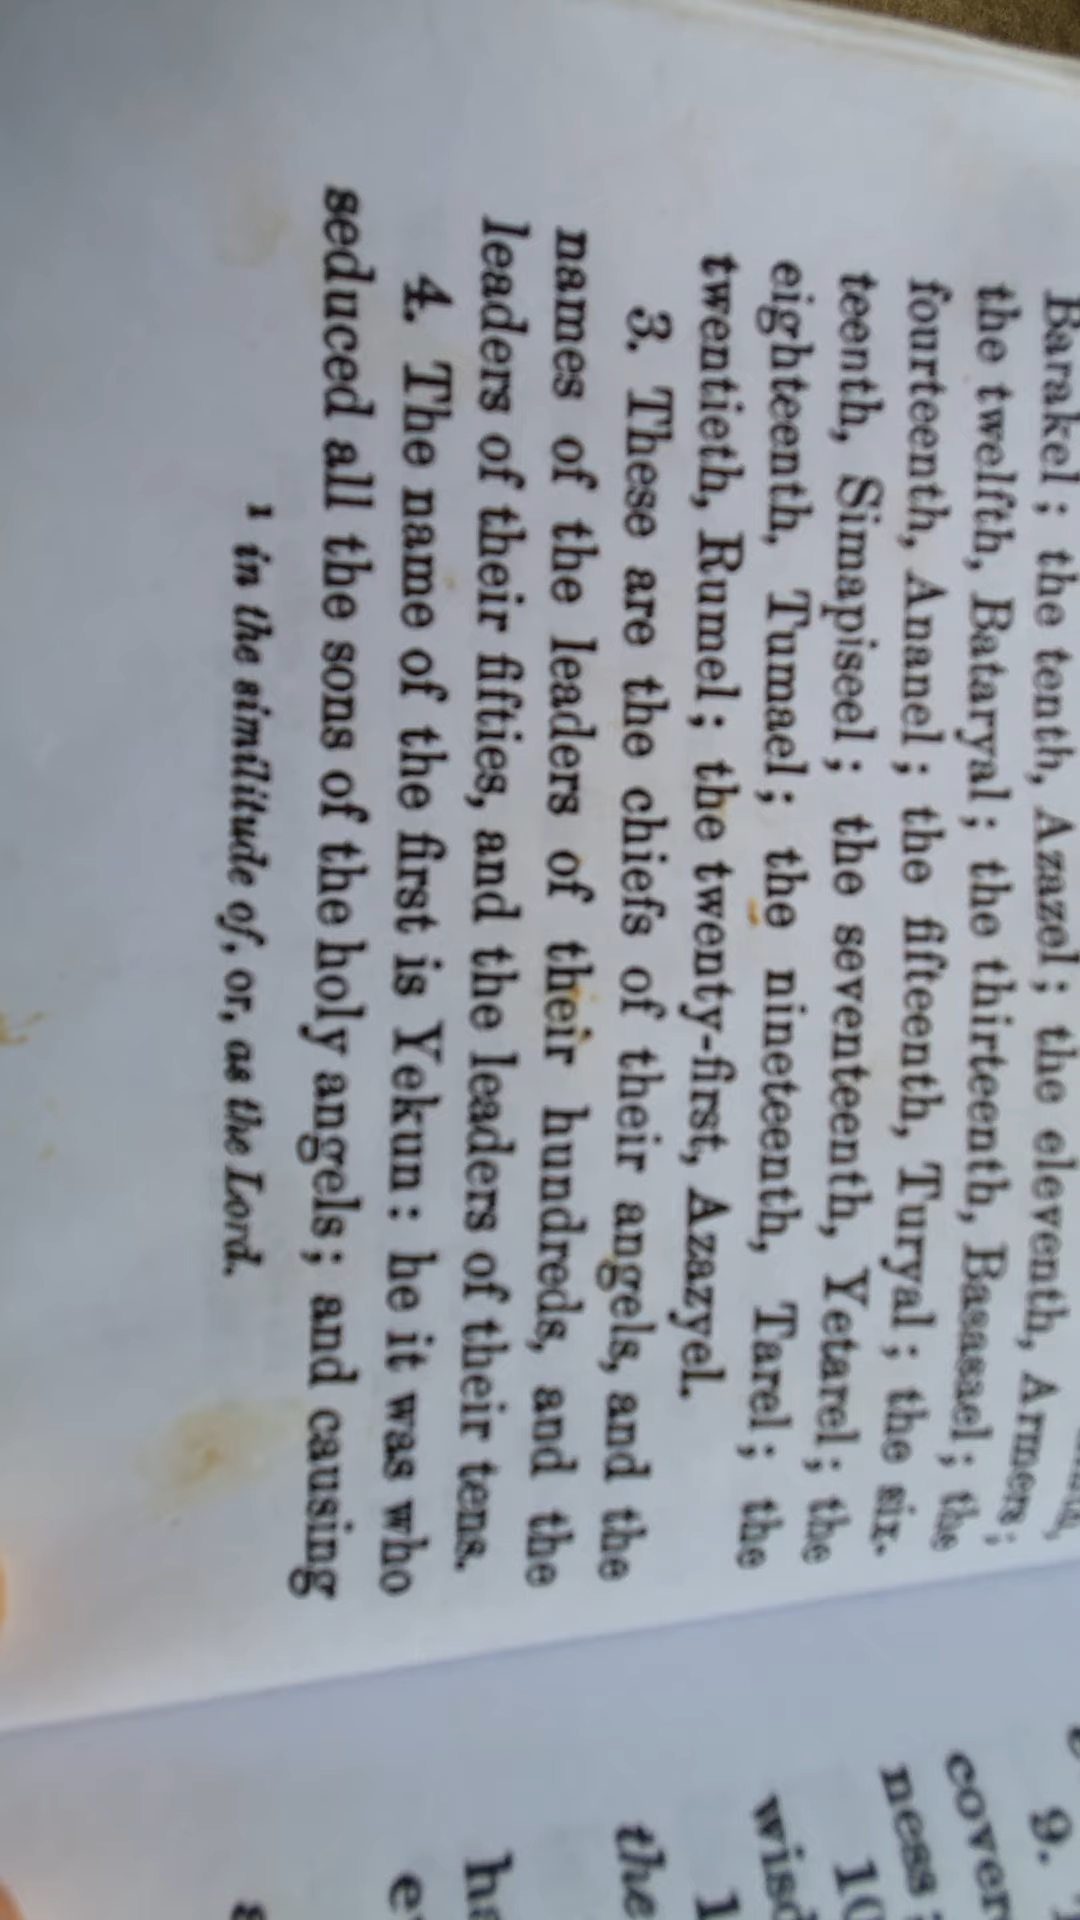 Barakel; the tenth, Azazel; the eleventh, Armers;
the twelfth, Bataryal; the thirteenth, Basasael; the
fourteenth, Ananel; the fifteenth, Turyal; the six-
teenth, Simapiseel; the seventeenth, Yetarel; the
eighteenth, Tumael; the nineteenth, Tarel; the
twentieth, Rumel; the twenty-first, Azazyel.
3. These are the chiefs of their angels, and the
names of the leaders of their hundreds, and the
leaders of their fifties, and the leaders of their tens.
4. The name of the first is Yekun: he it was who
seduced all the sons of the holy angels; and causing
1 in the similitude of, or, as the Lord.
9.
cover
ness
10
the